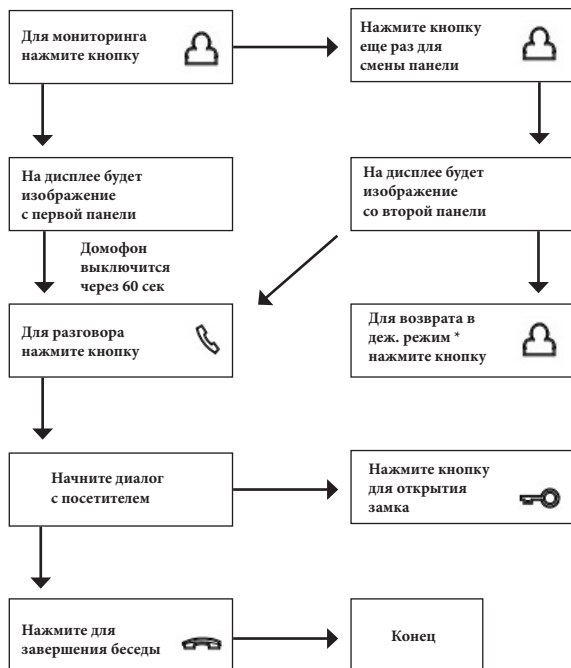 Для мониторинга
нажмите кнопку
Нажмите кнопку
еще раз для
смены панели
На дисплее будет
изображение
с первой панели
На дисплее будет
изображение
со второй панели
Домофон
выключится
через 60 сек
Для разговора
нажмите кнопку
Для возврата в
деж. режим *
нажмите кнопку
Начните диалог
с посетителем
Нажмите кнопку
для открытия
замка
Нажмите для
завершения беседы
Конец